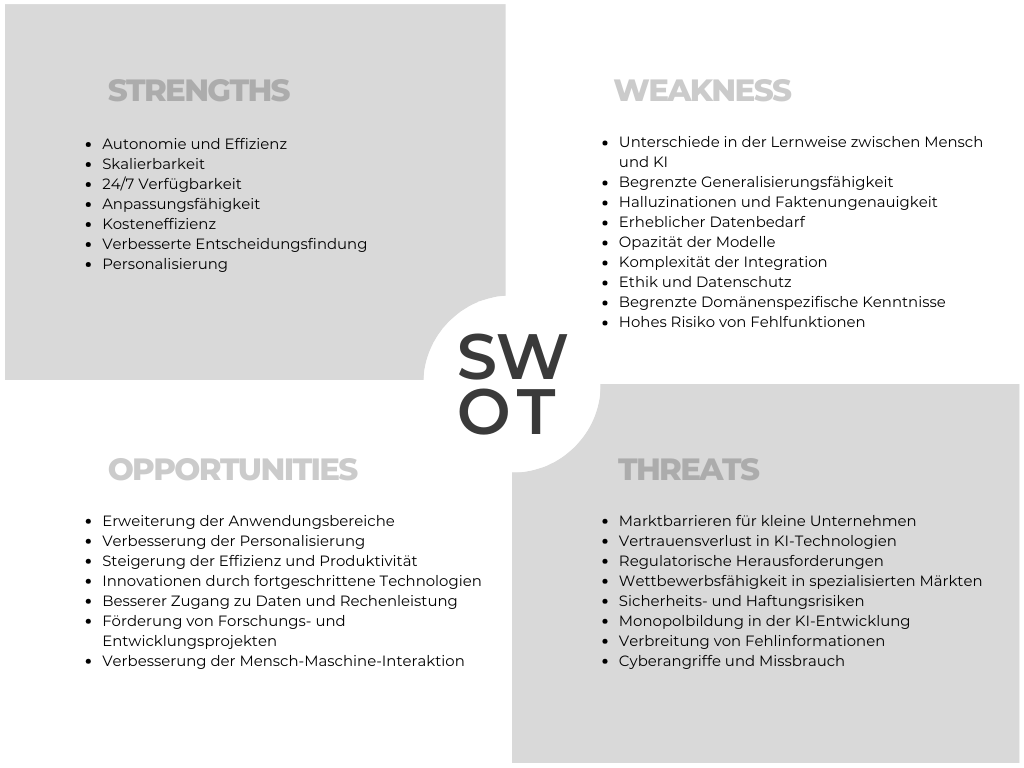 STRENGTHS
• Autonomie und Effizienz
• Skalierbarkeit
• 24/7 Verfügbarkeit
• Anpassungsfähigkeit
• Kosteneffizienz
• Verbesserte Entscheidungsfindung
• Personalisierung
WEAKNESS
• Unterschiede in der Lernweise zwischen Mensch
und KI
• Begrenzte Generalisierungsfähigkeit
• Halluzinationen und Faktenungenauigkeit
• Erheblicher Datenbedarf
• Opazität der Modelle
• Komplexität der Integration
• Ethik und Datenschutz
• Begrenzte Domänenspezifische Kenntnisse
• Hohes Risiko von Fehlfunktionen
SW
OT
OPPORTUNITIES
• Erweiterung der Anwendungsbereiche
• Verbesserung der Personalisierung
• Steigerung der Effizienz und Produktivität
• Innovationen durch fortgeschrittene Technologien
• Besserer Zugang zu Daten und Rechenleistung
• Förderung von Forschungs- und
Entwicklungsprojekten
• Verbesserung der Mensch-Maschine-Interaktion
THREATS
• Marktbarrieren für kleine Unternehmen
• Vertrauensverlust in KI-Technologien
• Regulatorische Herausforderungen
• Wettbewerbsfähigkeit in spezialisierten Märkten
• Sicherheits- und Haftungsrisiken
• Monopolbildung in der KI-Entwicklung
• Verbreitung von Fehlinformationen
• Cyberangriffe und Missbrauch